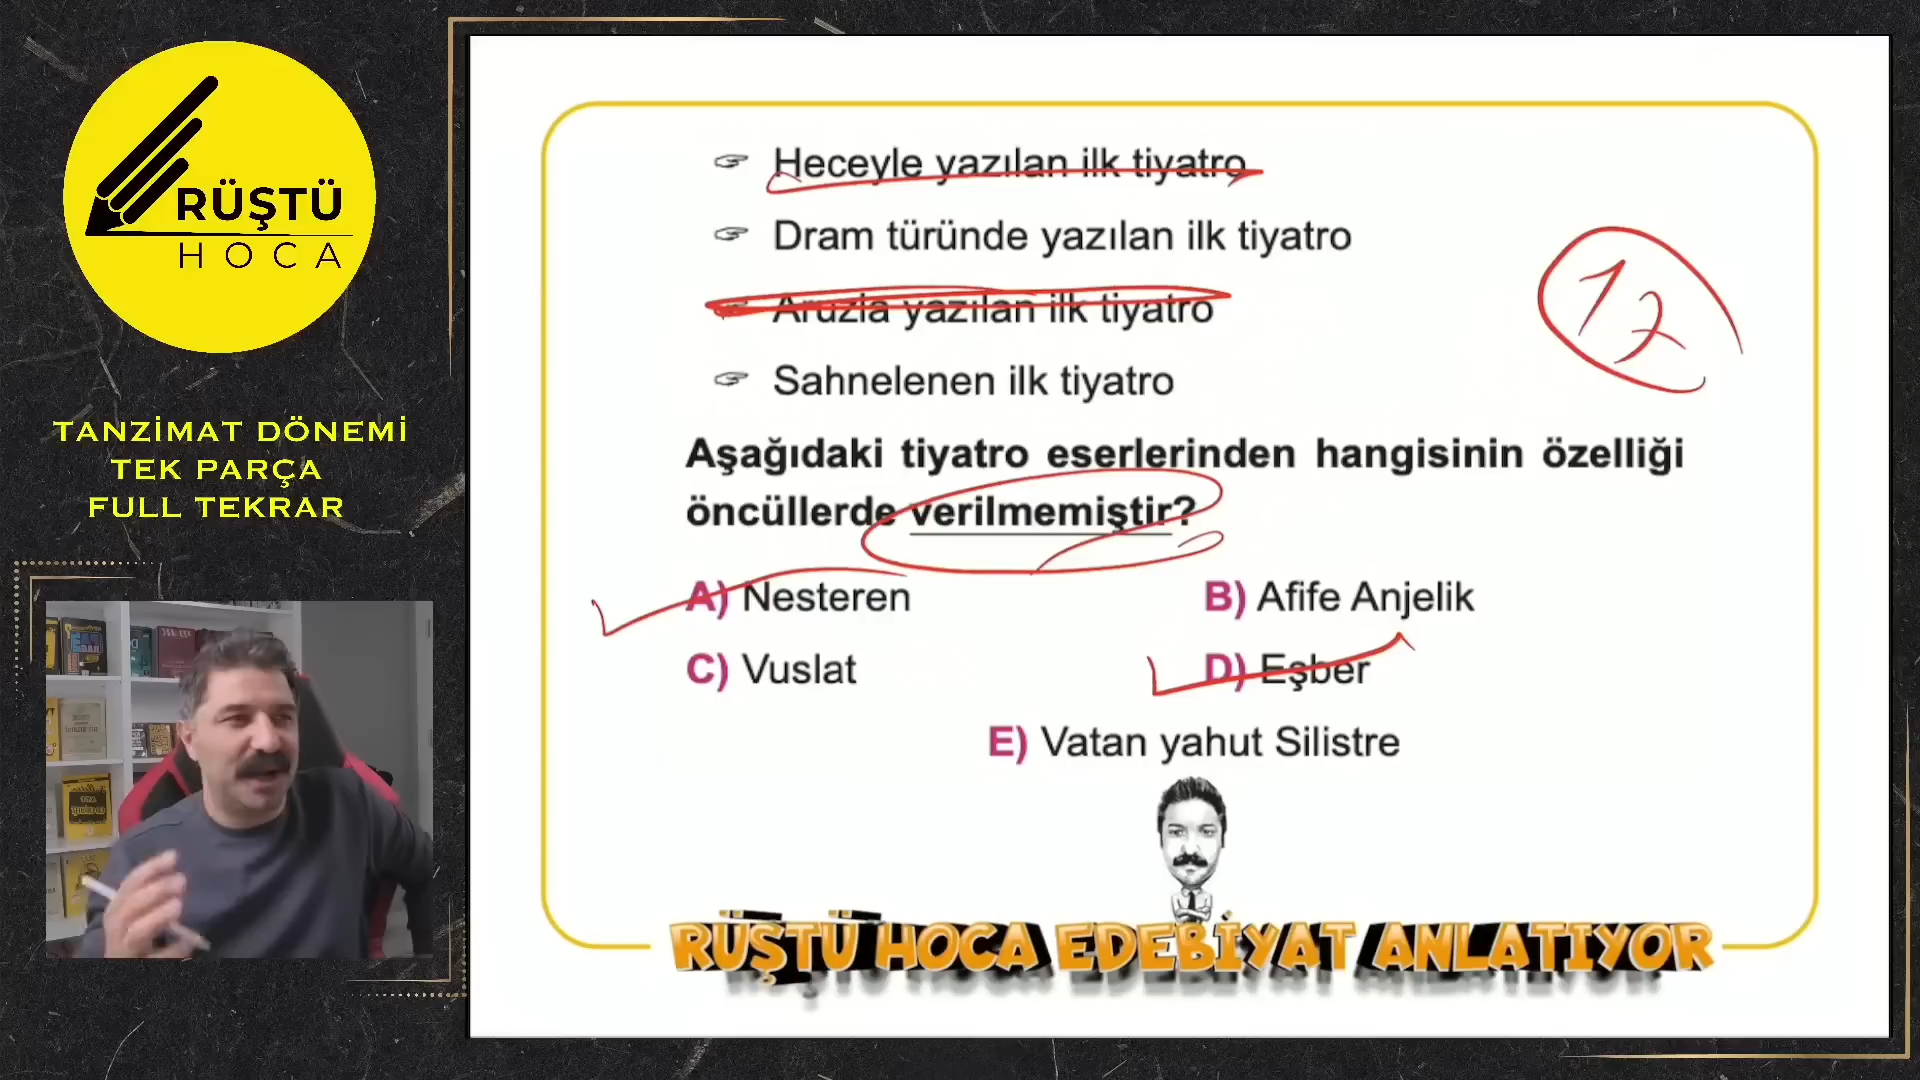 RÜŞTÜ
HOCA
TANZİMAT DÖNEMİ
TEK PARÇA
FULL TEKRAR
Heceyle yazılan ilk tiyatro
Dram türünde yazılan ilk tiyatro
Aruzla yazılan ilk tiyatro
Sahnelenen ilk tiyatro
12
Aşağıdaki tiyatro eserlerinden hangisinin özelliği
öncüllerde verilmemiştir?
A) Nesteren B) Afife Anjelik
C) Vuslat D) Eşber
E) Vatan yahut Silistre
RÜŞTÜ HOCA EDEBİYAT ANLATIYOR